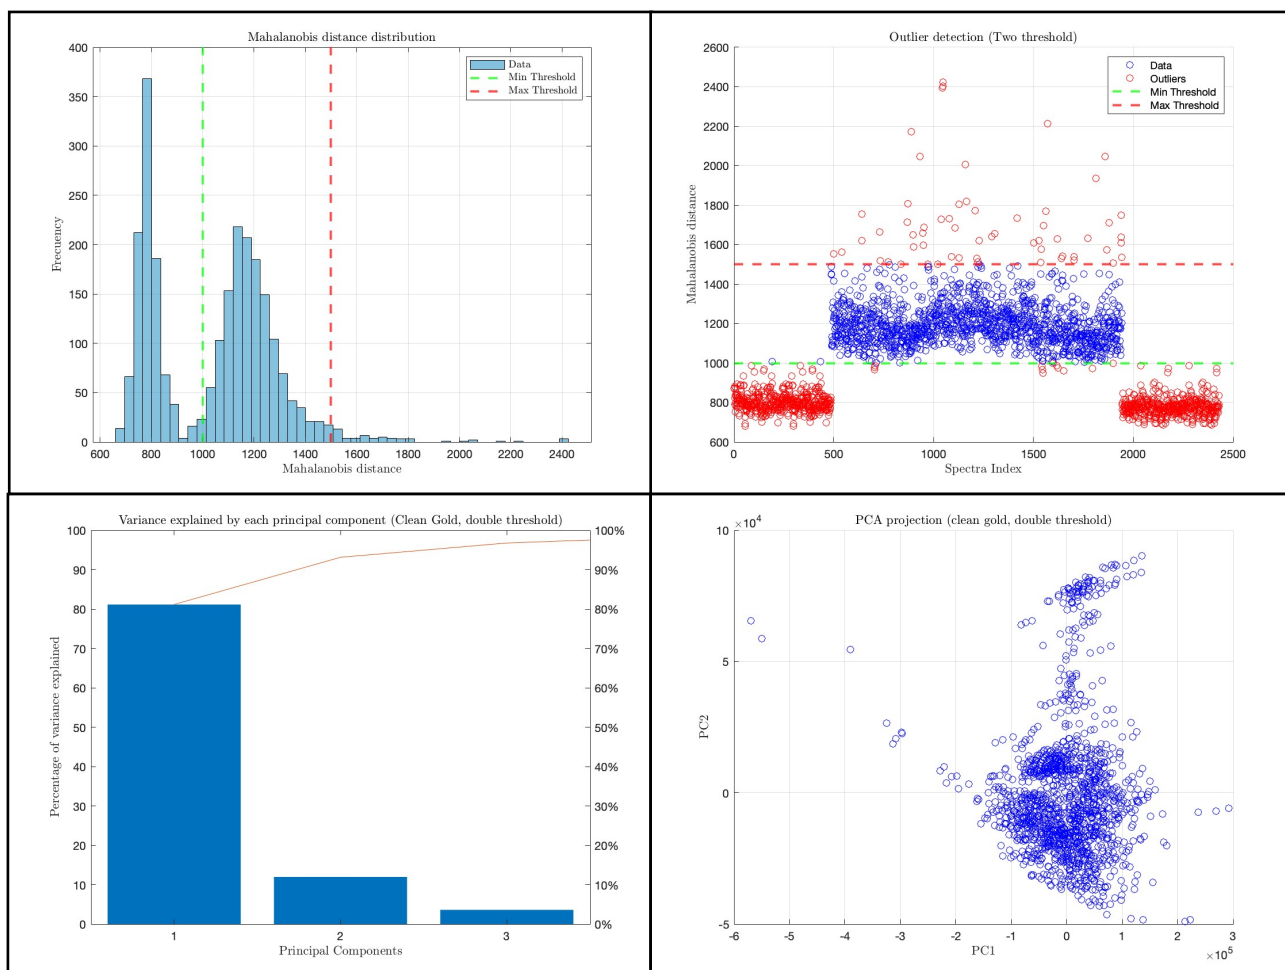 Mahalanobis distance distribution
400
350
300
250
200
150
100
50
0
600 800 1000 1200 1400 1600 1800 2000 2200 2400
Frecuency
Mahalanobis distance
Data
Min Threshold
Max Threshold
Outlier detection (Two threshold)
2600
2400
2200
2000
1800
1600
1400
1200
1000
800
600
0 500 1000 1500 2000 2500
Mahalanobis distance
Spectra Index
Data
Outliers
Min Threshold
Max Threshold
Variance explained by each principal component (Clean Gold, double threshold)
100 100%
90 90%
80 80%
70 70%
60 60%
50 50%
40 40%
30 30%
20 20%
10 10%
0 0%
1 2 3
Percentage of variance explained
Principal Components
PCA projection (clean gold, double threshold)
×10⁴
10
5
0
-5
-6 -5 -4 -3 -2 -1 0 1 2 3
×10⁵
PC2
PC1